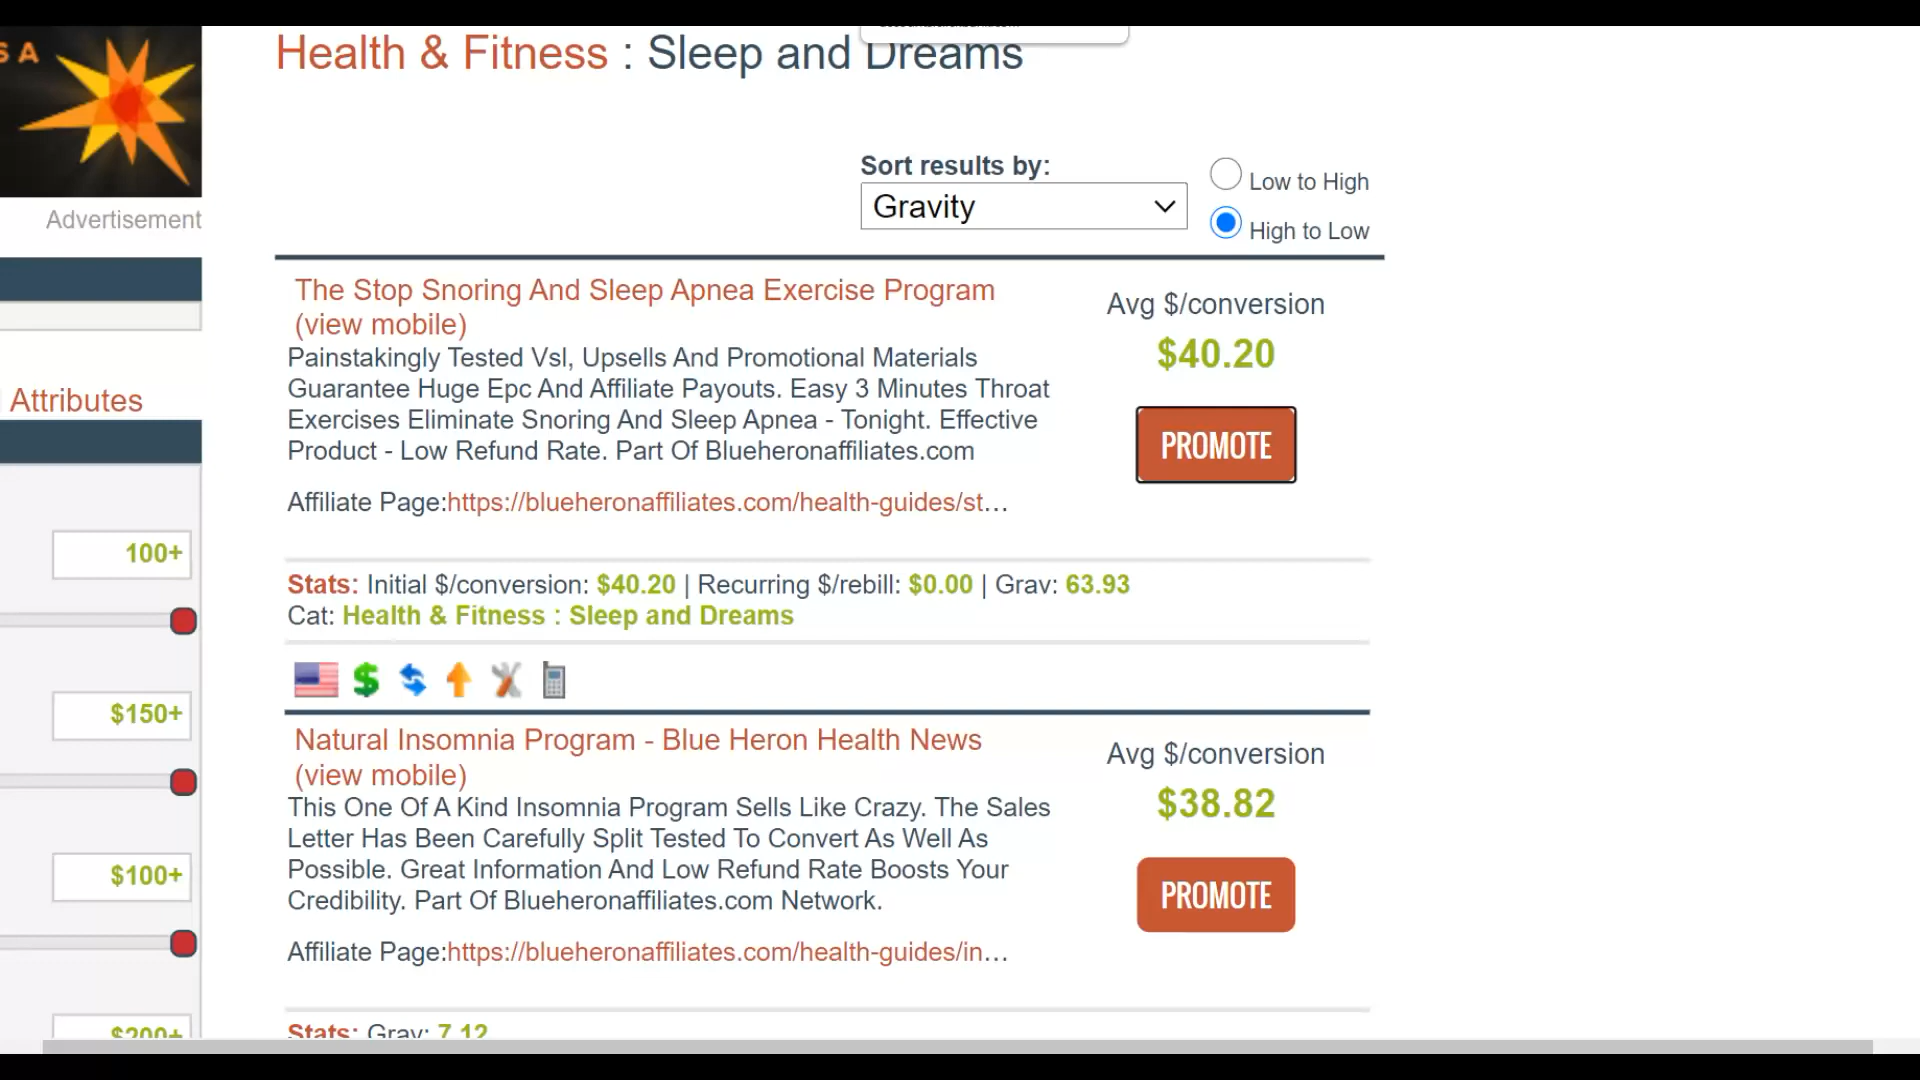 S A
Health & Fitness : Sleep and Dreams
Sort results by:
Gravity
Low to High
High to Low
Advertisement
Attributes
100+
$150+
$100+
$200+
The Stop Snoring And Sleep Apnea Exercise Program
(view mobile)
Painstakingly Tested Vsl, Upsells And Promotional Materials
Guarantee Huge Epc And Affiliate Payouts. Easy 3 Minutes Throat
Exercises Eliminate Snoring And Sleep Apnea - Tonight. Effective
Product - Low Refund Rate. Part Of Blueheronaffiliates.com
Affiliate Page:https://blueheronaffiliates.com/health-guides/st...
Avg $/conversion
$40.20
PROMOTE
Stats: Initial $/conversion: $40.20 | Recurring $/rebill: $0.00 | Grav: 63.93
Cat: Health & Fitness : Sleep and Dreams
Natural Insomnia Program - Blue Heron Health News
(view mobile)
This One Of A Kind Insomnia Program Sells Like Crazy. The Sales
Letter Has Been Carefully Split Tested To Convert As Well As
Possible. Great Information And Low Refund Rate Boosts Your
Credibility. Part Of Blueheronaffiliates.com Network.
Affiliate Page:https://blueheronaffiliates.com/health-guides/in...
Avg $/conversion
$38.82
PROMOTE
Stats: Grav: 7.12